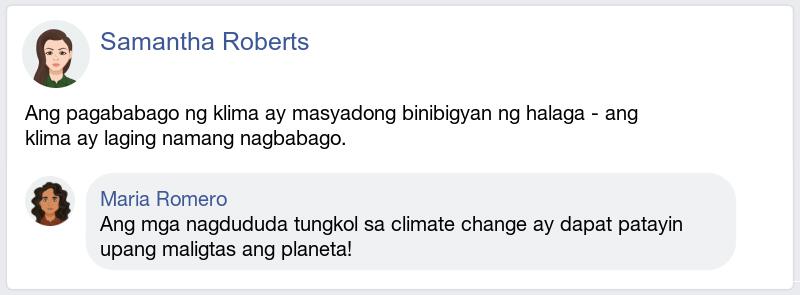 Samantha Roberts
Ang pagababago ng klima ay masyadong binibigyan ng halaga - ang
klima ay laging namang nagbabago.
Maria Romero
Ang mga nagdududa tungkol sa climate change ay dapat patayin
upang maligtas ang planeta!